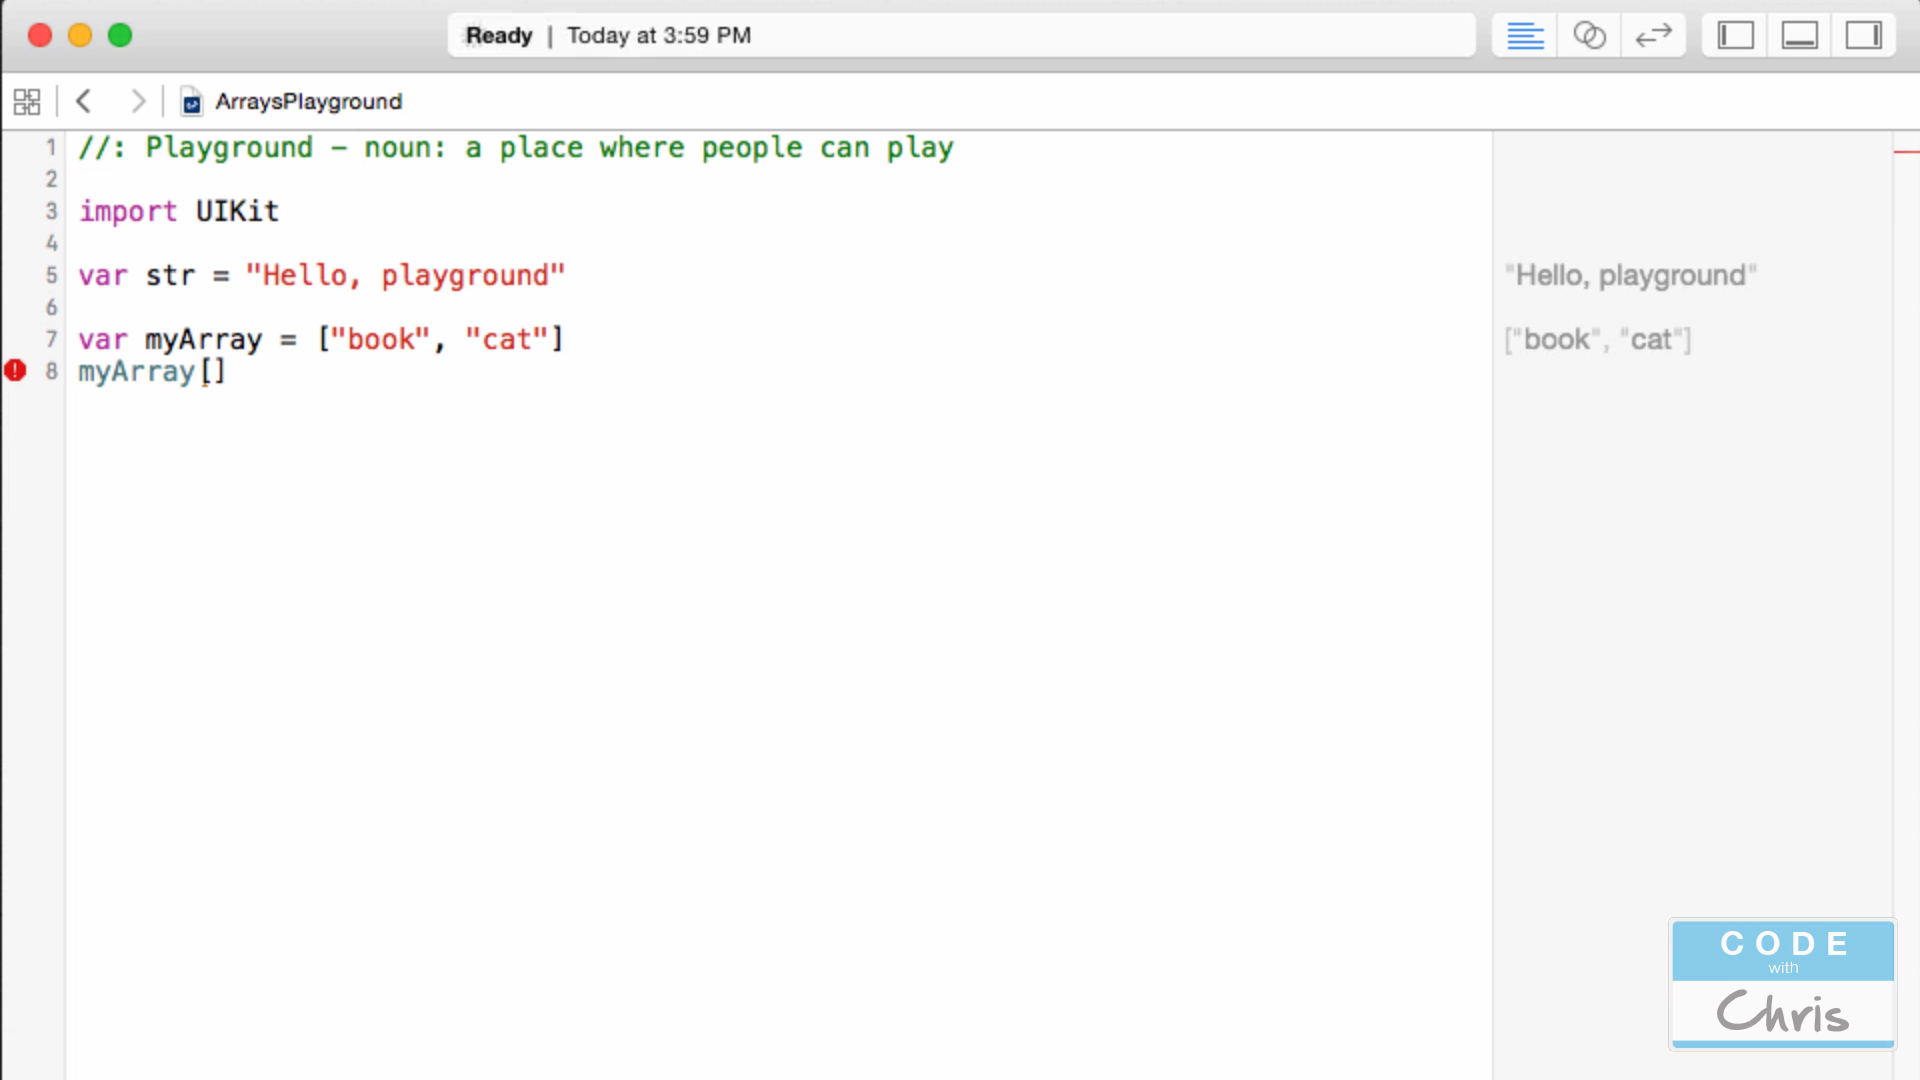 Ready | Today at 3:59 PM
ArraysPlayground
1 //: Playground – noun: a place where people can play
2
3 import UIKit
4
5 var str = "Hello, playground" "Hello, playground"
6
7 var myArray = ["book", "cat"] ["book", "cat"]
8 myArray[]
CODE
with
Chris